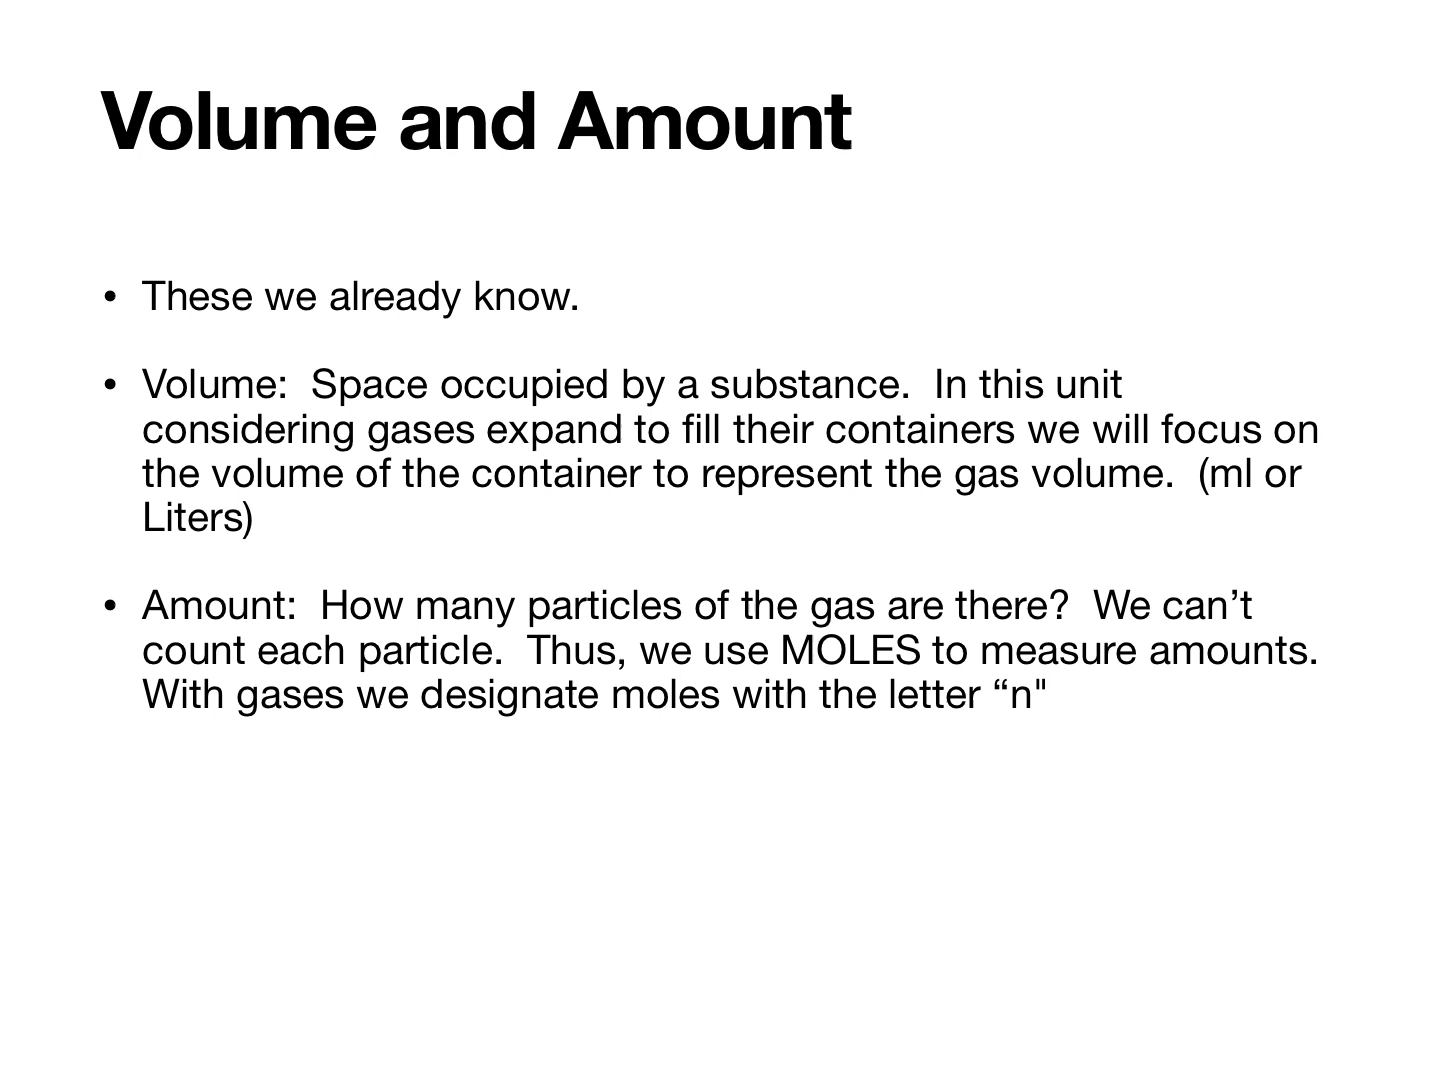 Volume and Amount
• These we already know.
• Volume:  Space occupied by a substance.  In this unit
considering gases expand to fill their containers we will focus on
the volume of the container to represent the gas volume.  (ml or
Liters)
• Amount:  How many particles of the gas are there?  We can’t
count each particle.  Thus, we use MOLES to measure amounts.
With gases we designate moles with the letter “n"